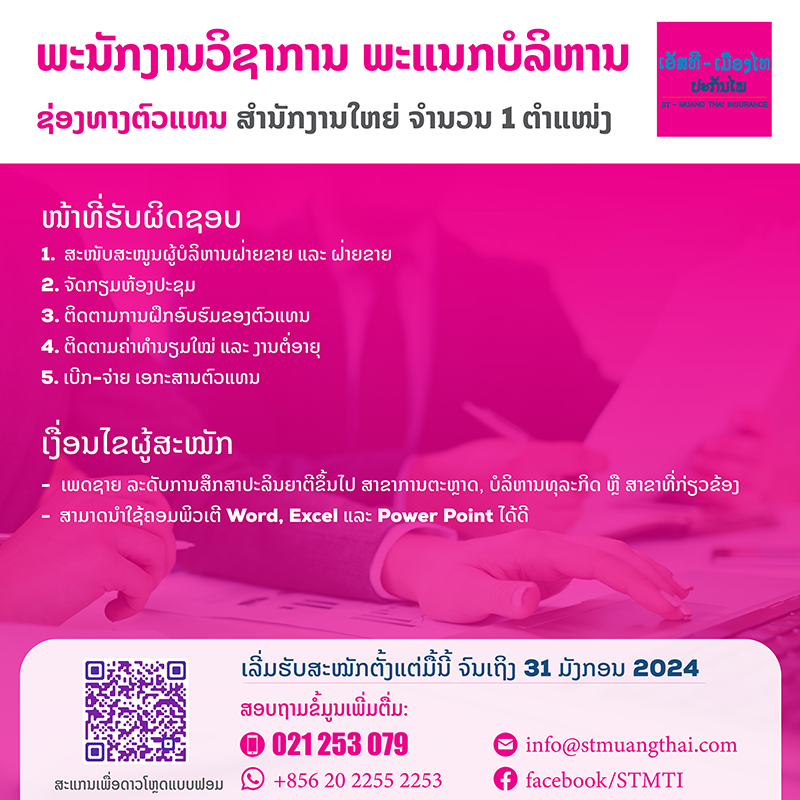 ພະນັກງານວິຊາການ ພະແນກບໍລິຫານ
ຊ່ອງທາງຕົວແທນ ສຳນັກງານໃຫຍ່ ຈຳນວນ 1 ຕຳແໜ່ງ
ເອັສທີ - ເມືອງໄທ
ປະກັນໄພ
ST - MUANG THAI INSURANCE
ໜ້າທີ່ຮັບຜິດຊອບ
1. ສະໜັບສະໜູນຜູ້ບໍລິຫານຝ່າຍຂາຍ ແລະ ຝ່າຍຂາຍ
2. ຈັດກຽມຫ້ອງປະຊຸມ
3. ຕິດຕາມການຝຶກອົບຮົມຂອງຕົວແທນ
4. ຕິດຕາມຄ່າທຳນຽມໃໝ່ ແລະ ງານຕໍ່ອາຍຸ
5. ເບີກ-ຈ່າຍ ເອກະສານຕົວແທນ
ເງື່ອນໄຂຜູ້ສະໝັກ
- ເພດຊາຍ ລະດັບການສຶກສາປະລິນຍາຕີຂຶ້ນໄປ ສາຂາການຕະຫຼາດ, ບໍລິຫານທຸລະກິດ ຫຼື ສາຂາທີ່ກ່ຽວຂ້ອງ
- ສາມາດນຳໃຊ້ຄອມພິວເຕີ Word, Excel ແລະ Power Point ໄດ້ດີ
ເລີ່ມຮັບສະໝັກຕັ້ງແຕ່ມື້ນີ້ ຈົນເຖິງ 31 ມັງກອນ 2024
ສອບຖາມຂໍ້ມູນເພີ່ມຕື່ມ:
021 253 079
info@stmuangthai.com
+856 20 2255 2253
facebook/STMTI
ສະແກນເພື່ອດາວໂຫຼດແບບຟອມ